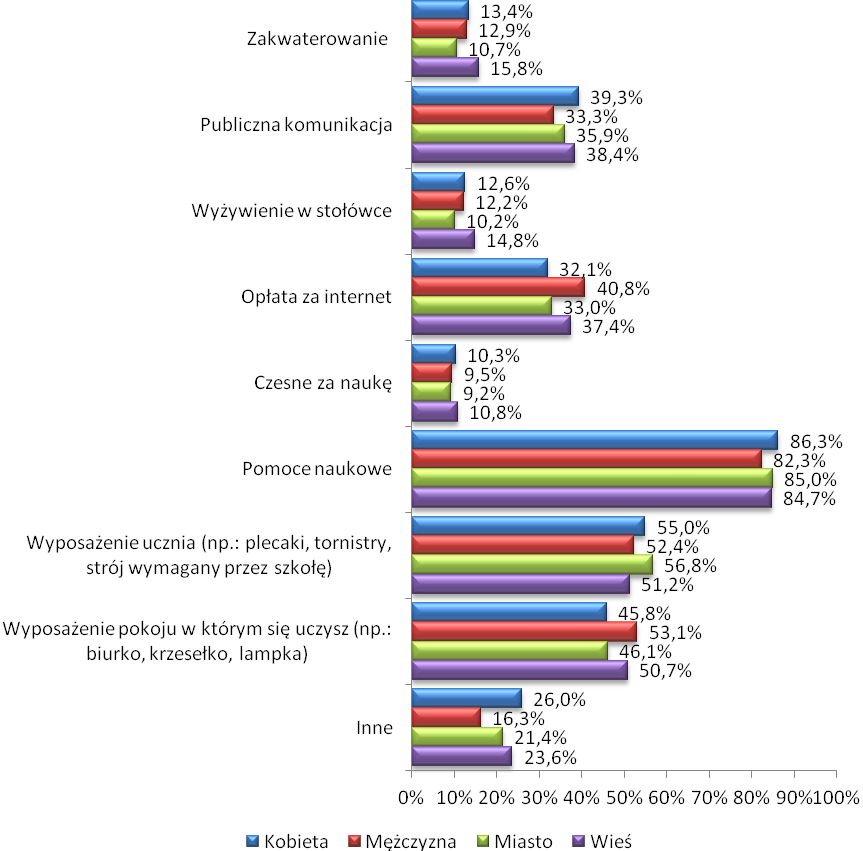 Zakwaterowanie
13,4%
12,9%
10,7%
15,8%
Publiczna komunikacja
39,3%
33,3%
35,9%
38,4%
Wyżywienie w stołówce
12,6%
12,2%
10,2%
14,8%
Opłata za internet
32,1%
40,8%
33,0%
37,4%
Czesne za naukę
10,3%
9,5%
9,2%
10,8%
Pomoce naukowe
86,3%
82,3%
85,0%
84,7%
Wyposażenie ucznia (np.: plecaki, tornistry,
strój wymagany przez szkołę)
55,0%
52,4%
56,8%
51,2%
Wyposażenie pokoju w którym się uczysz (np.:
biurko, krzesełko, lampka)
45,8%
53,1%
46,1%
50,7%
Inne
26,0%
16,3%
21,4%
23,6%
0% 10% 20% 30% 40% 50% 60% 70% 80% 90% 100%
Kobieta Mężczyzna Miasto Wieś